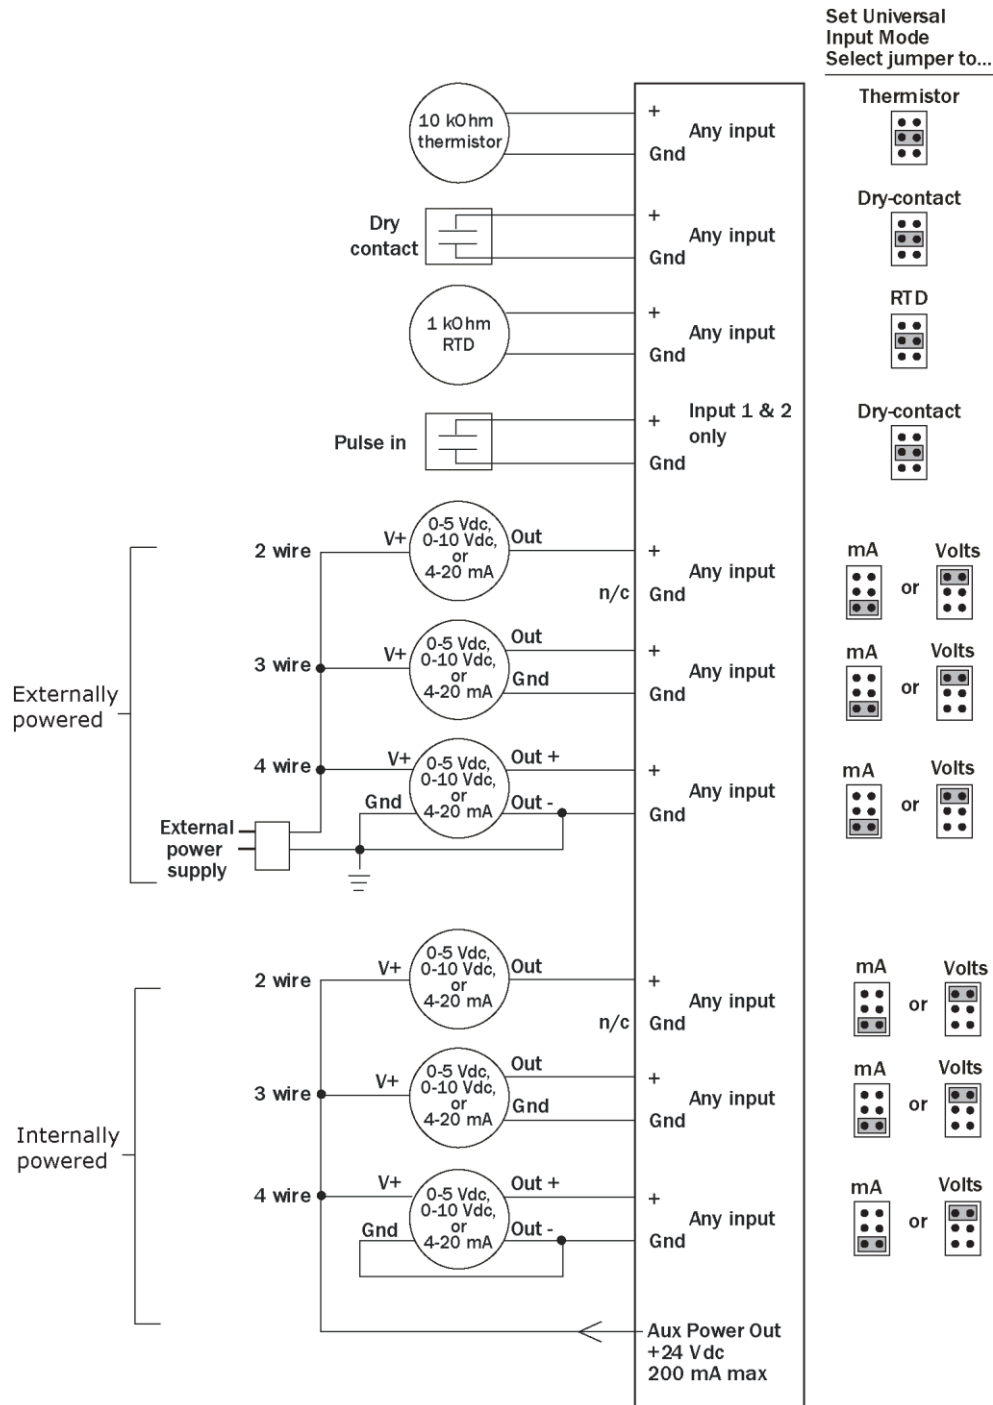 Set Universal
Input Mode
Select jumper to...
Thermistor
10 kOhm
thermistor
+
Any input
Gnd
Dry-contact
Dry
contact
+
Any input
Gnd
RTD
1 kOhm
RTD
+
Any input
Gnd
Dry-contact
Pulse in
+
Input 1 & 2
only
Gnd
Externally
powered
2 wire
V+
0-5 Vdc,
0-10 Vdc,
or
4-20 mA
Out
+
Any input
n/c
Gnd
mA
or
Volts
3 wire
V+
0-5 Vdc,
0-10 Vdc,
or
4-20 mA
Out
Gnd
+
Any input
Gnd
mA
or
Volts
4 wire
V+
Gnd
0-5 Vdc,
0-10 Vdc,
or
4-20 mA
Out +
Out -
+
Any input
Gnd
mA
or
Volts
External
power
supply
Internally
powered
2 wire
V+
0-5 Vdc,
0-10 Vdc,
or
4-20 mA
Out
+
Any input
n/c
Gnd
mA
or
Volts
3 wire
V+
0-5 Vdc,
0-10 Vdc,
or
4-20 mA
Out
Gnd
+
Any input
Gnd
mA
or
Volts
4 wire
V+
Gnd
0-5 Vdc,
0-10 Vdc,
or
4-20 mA
Out +
Out -
+
Any input
Gnd
mA
or
Volts
Aux Power Out
+24 Vdc
200 mA max